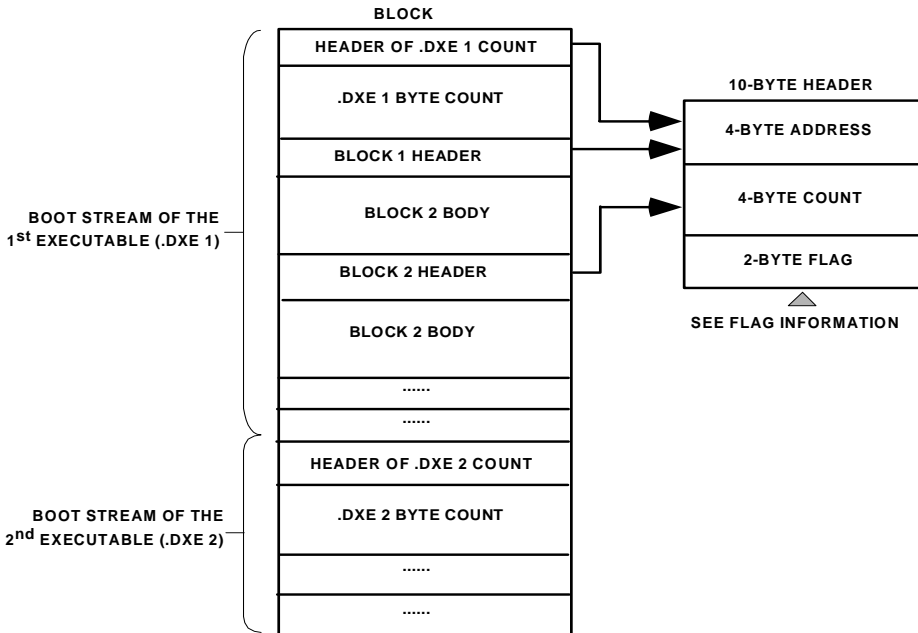 BLOCK
HEADER OF .DXE 1 COUNT
.DXE 1 BYTE COUNT
BLOCK 1 HEADER
BLOCK 2 BODY
BLOCK 2 HEADER
BLOCK 2 BODY
......
......
HEADER OF .DXE 2 COUNT
.DXE 2 BYTE COUNT
......
......
BOOT STREAM OF THE
1st EXECUTABLE (.DXE 1)
BOOT STREAM OF THE
2nd EXECUTABLE (.DXE 2)
10-BYTE HEADER
4-BYTE ADDRESS
4-BYTE COUNT
2-BYTE FLAG
SEE FLAG INFORMATION